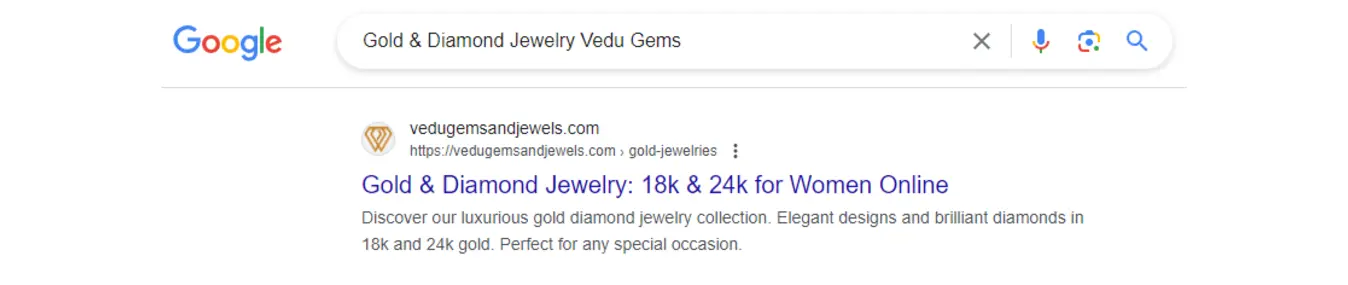 Google
Gold & Diamond Jewelry Vedu Gems
vedugemsandjewels.com
https://vedugemsandjewels.com › gold-jewelries
Gold & Diamond Jewelry: 18k & 24k for Women Online
Discover our luxurious gold diamond jewelry collection. Elegant designs and brilliant diamonds in
18k and 24k gold. Perfect for any special occasion.